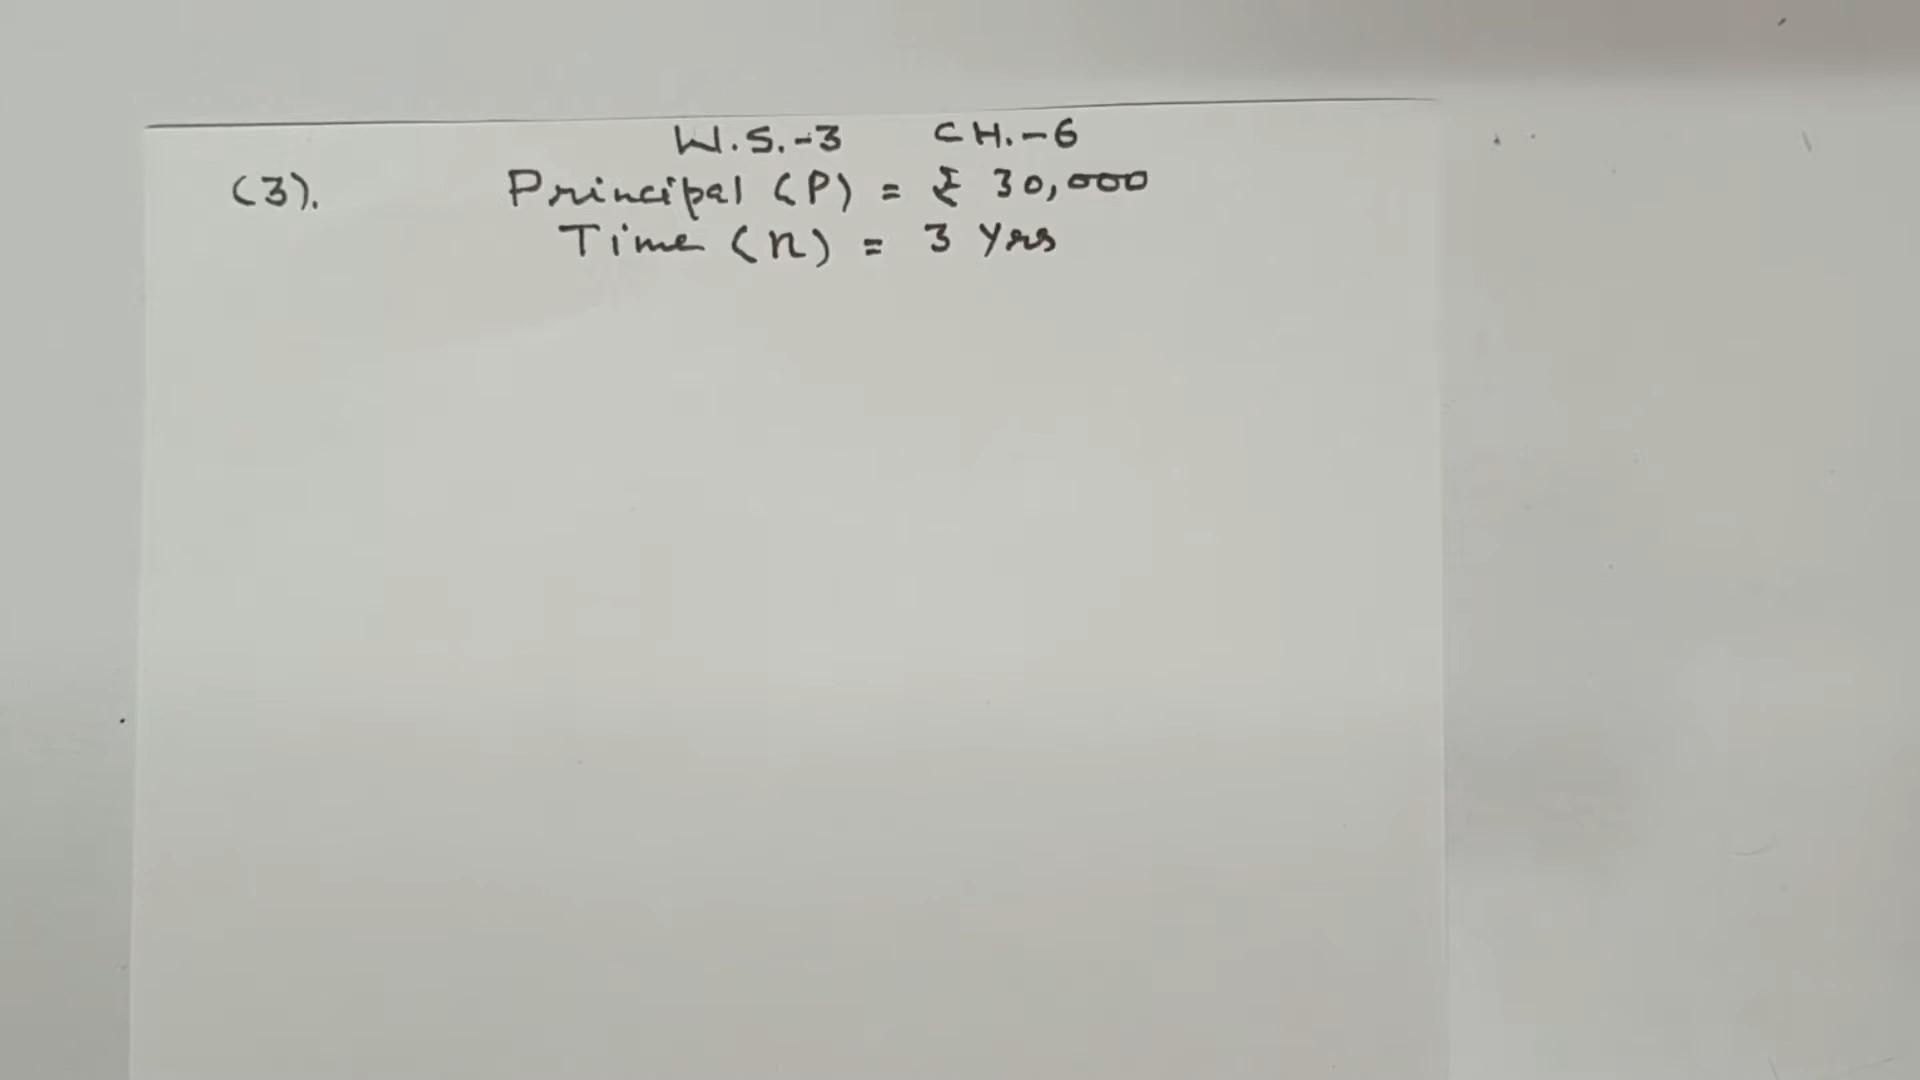 W.S.-3 CH.-6
(3). Principal (P) = ₹ 30,000
Time (n) = 3 Yrs